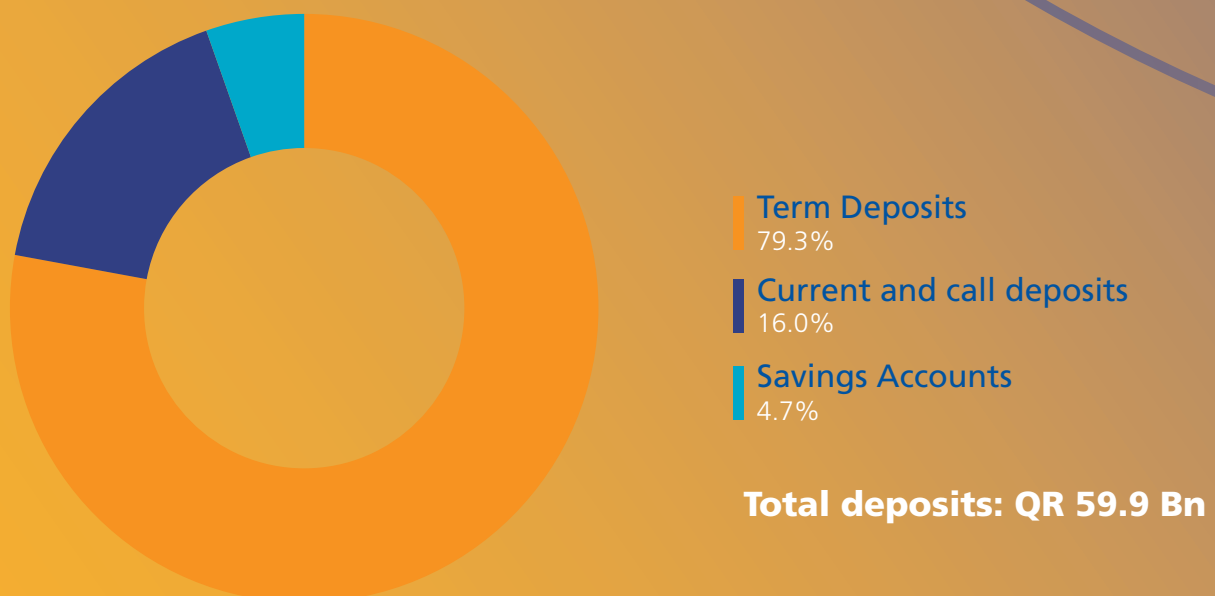 Term Deposits
79.3%
Current and call deposits
16.0%
Savings Accounts
4.7%
Total deposits: QR 59.9 Bn